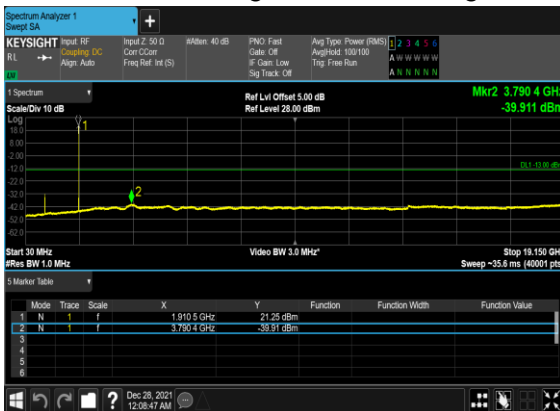 Spectrum Analyzer 1
Swept SA
KEYSIGHT Input: RF Input Z: 50 Ω #Atten: 40 dB PNO: Fast Avg Type: Power (RMS) 1 2 3 4 5 6
RL Coupling: DC Corr CCorr Gate: Off Avg|Hold: 100/100 A W W W W W
Align: Auto Freq Ref: Int (S) IF Gain: Low Trig: Free Run
LV Sig Track: Off A N N N N N
1 Spectrum Ref Lvl Offset 5.00 dB Mkr2 3.790 4 GHz
Scale/Div 10 dB Ref Level 28.00 dBm -39.911 dBm
Log
18.0 1
8.00
-2.00
-12.0 DL1 -13.00 dBm
-22.0
-32.0 2
-42.0
-52.0
-62.0
Start 30 MHz Video BW 3.0 MHz* Stop 19.150 GHz
#Res BW 1.0 MHz Sweep ~35.6 ms (40001 pts)
5 Marker Table
Mode Trace Scale X Y Function Function Width Function Value
1 N 1 f 1.910 5 GHz 21.25 dBm
2 N 1 f 3.790 4 GHz -39.91 dBm
3
4
5
6
? Dec 28, 2021
12:08:47 AM